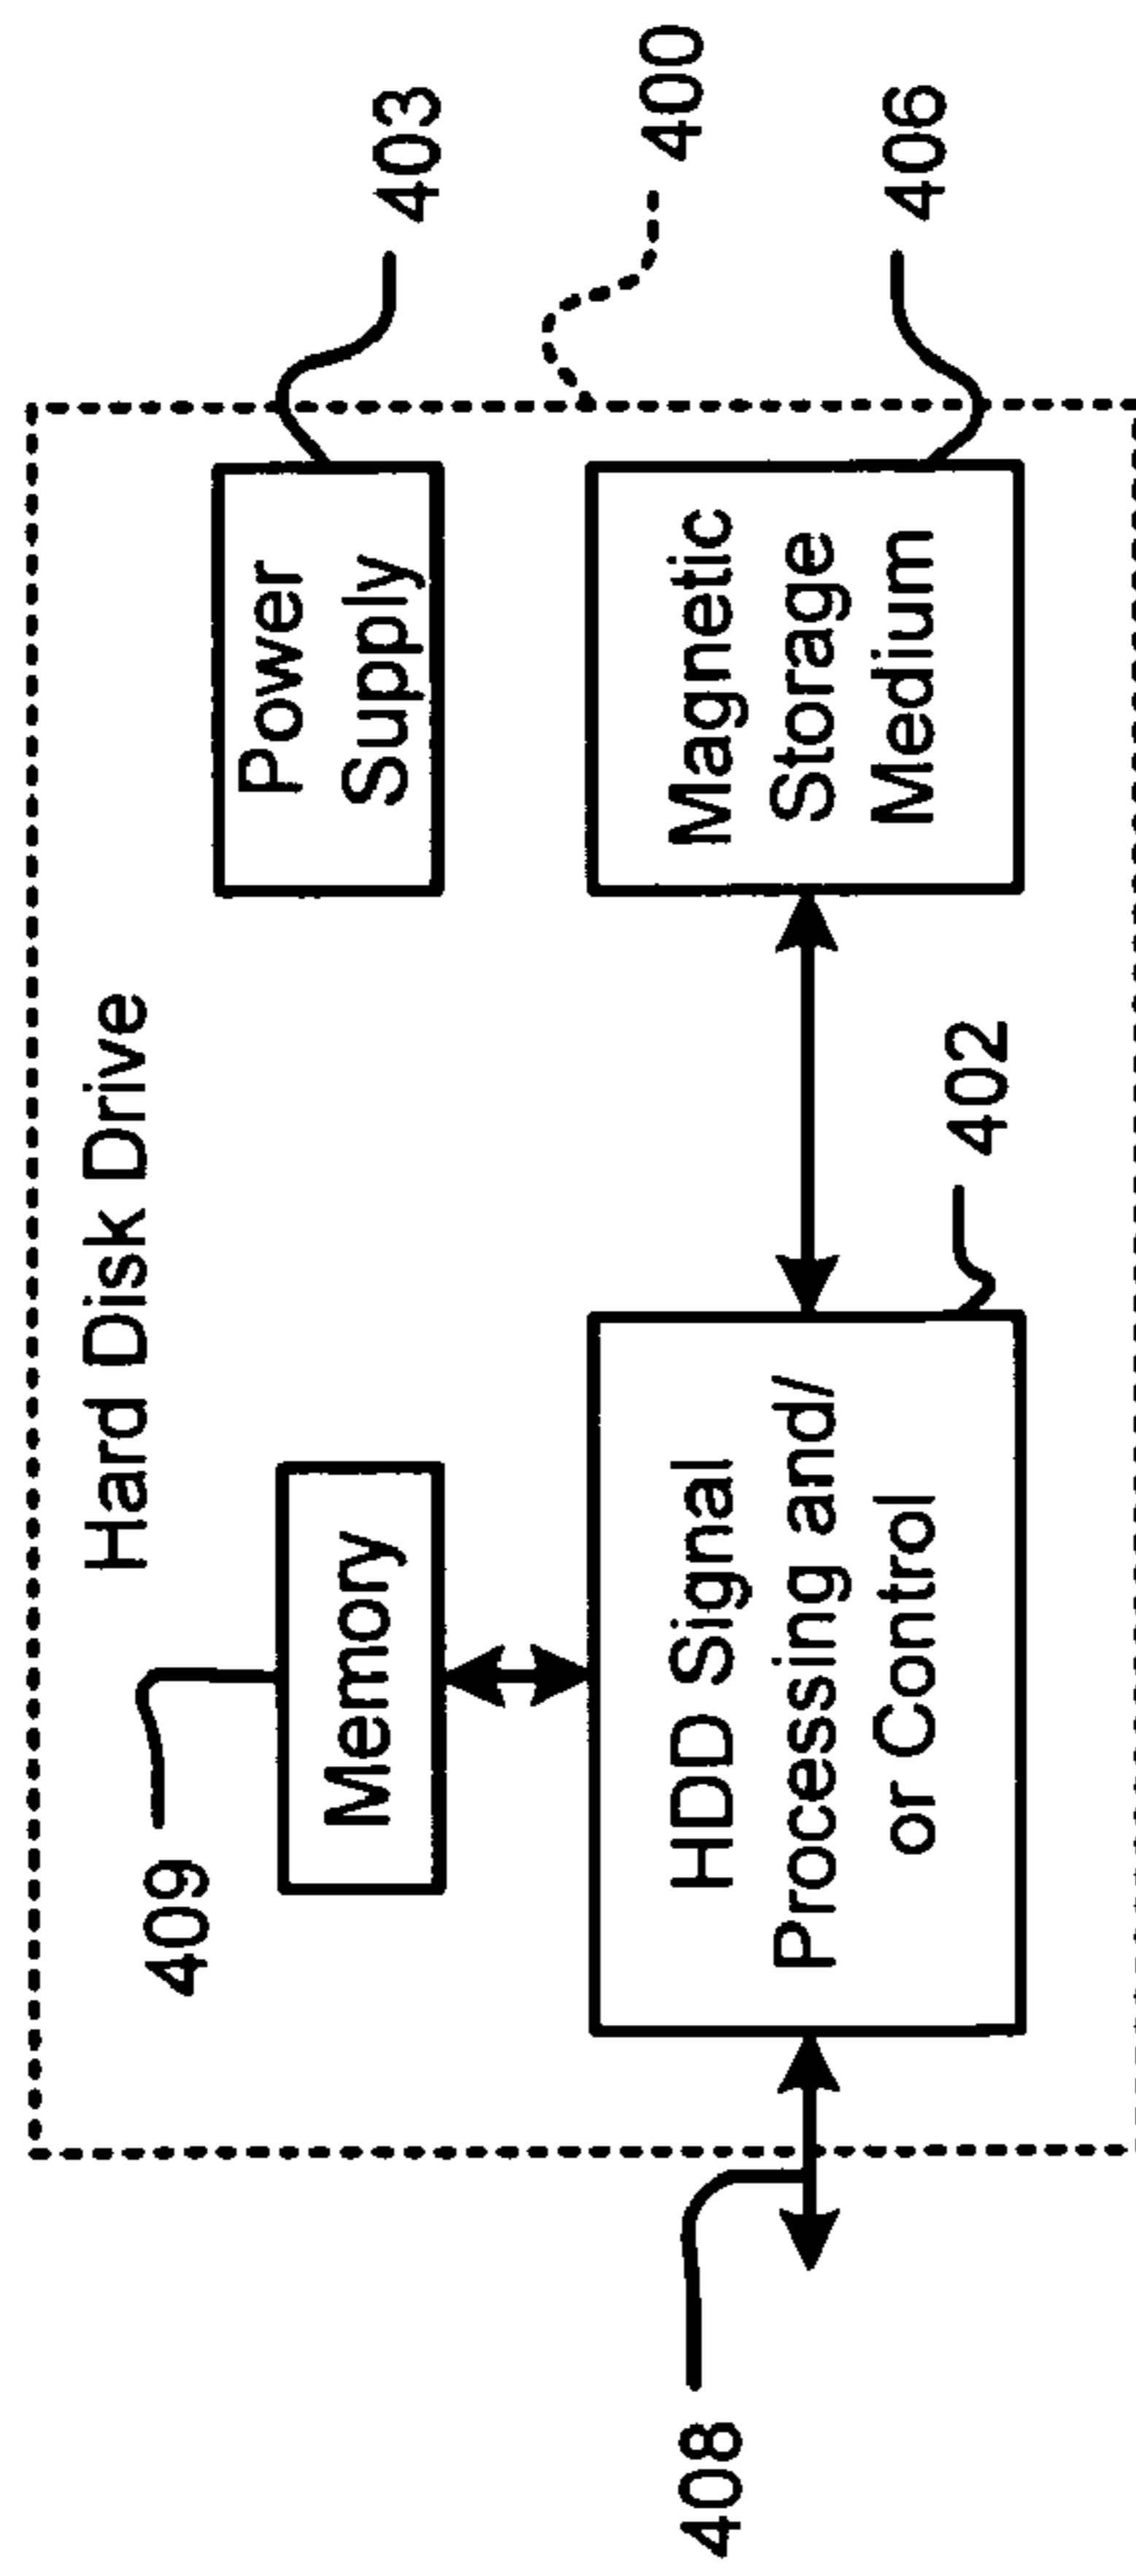 Hard Disk Drive
409
Memory
Power
Supply
403
400
408
HDD Signal
Processing and/
or Control
402
Magnetic
Storage
Medium
406